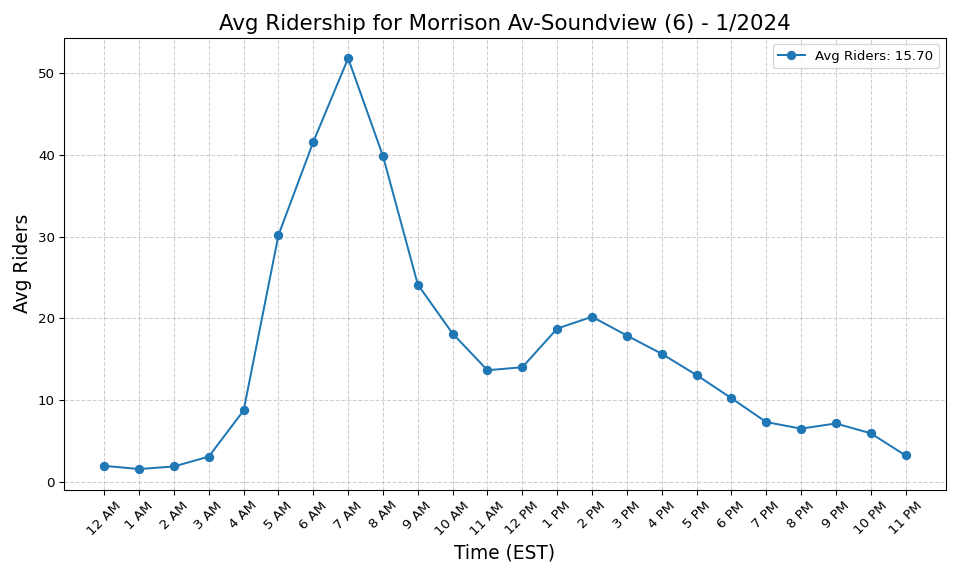 Avg Ridership for Morrison Av-Soundview (6) - 1/2024
Avg Riders: 15.70
Avg Riders
50
40
30
20
10
0
12 AM
1 AM
2 AM
3 AM
4 AM
5 AM
6 AM
7 AM
8 AM
9 AM
10 AM
11 AM
12 PM
1 PM
2 PM
3 PM
4 PM
5 PM
6 PM
7 PM
8 PM
9 PM
10 PM
11 PM
Time (EST)